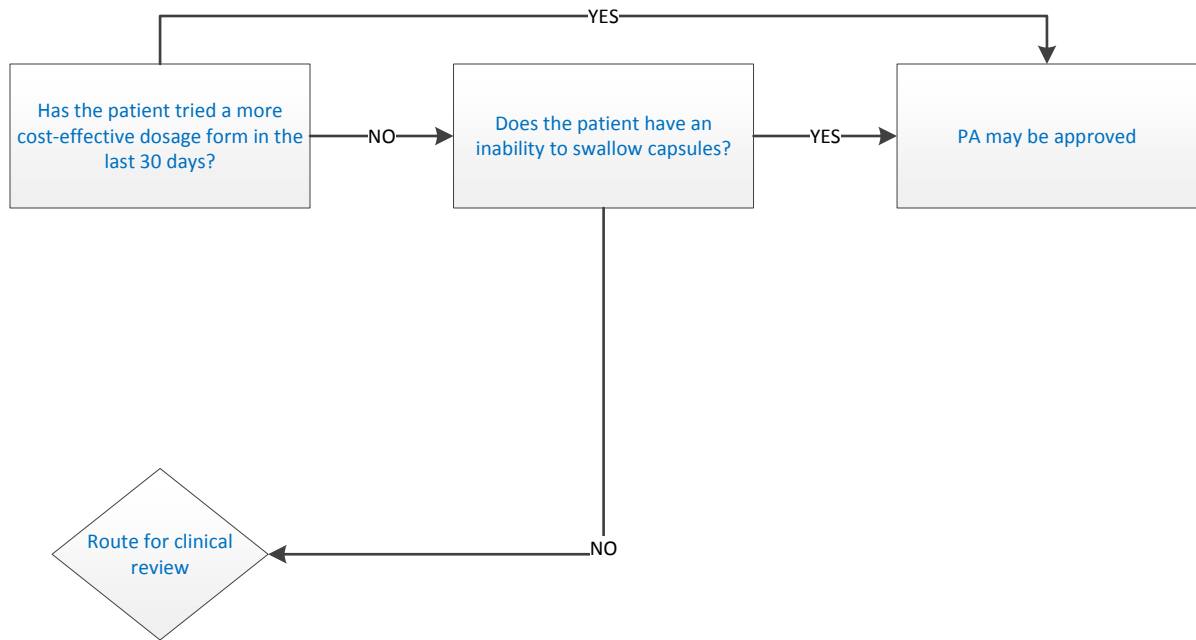 YES
Has the patient tried a more
cost-effective dosage form in the
last 30 days?
NO
Does the patient have an
inability to swallow capsules?
YES
PA may be approved
NO
Route for clinical
review